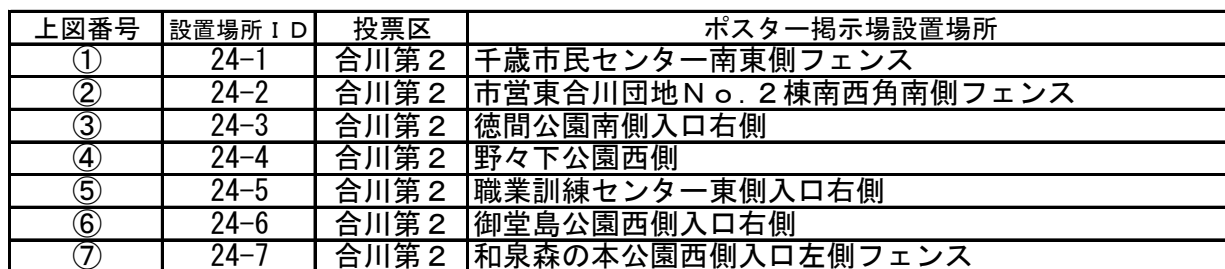 上図番号 設置場所ＩＤ 投票区 ポスター掲示場設置場所
① 24-1 合川第２ 千歳市民センター南東側フェンス
② 24-2 合川第２ 市営東合川団地Ｎｏ．２棟南西角南側フェンス
③ 24-3 合川第２ 徳間公園南側入口右側
④ 24-4 合川第２ 野々下公園西側
⑤ 24-5 合川第２ 職業訓練センター東側入口右側
⑥ 24-6 合川第２ 御堂島公園西側入口右側
⑦ 24-7 合川第２ 和泉森の本公園西側入口左側フェンス